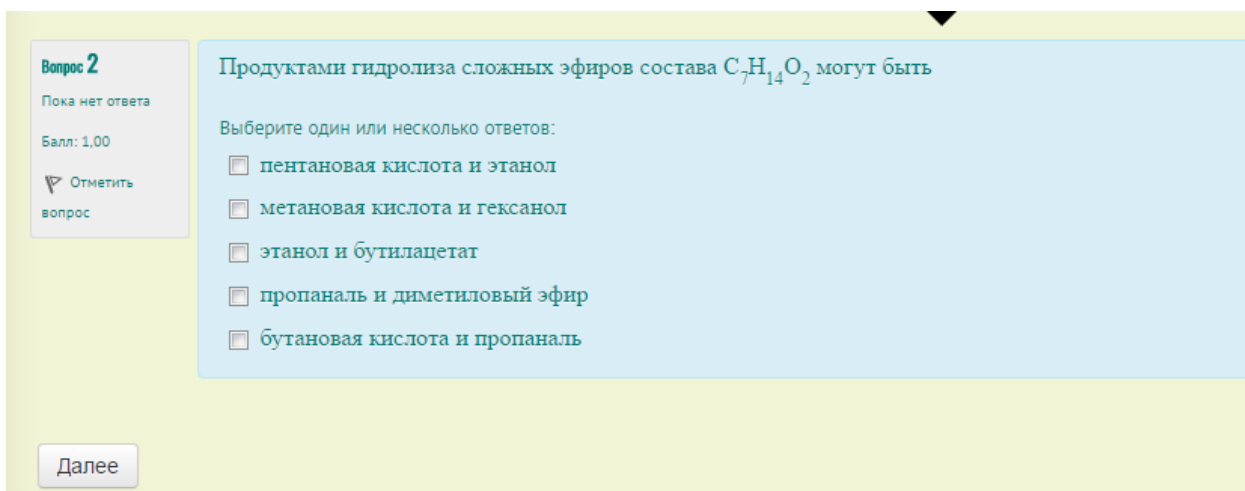 Вопрос 2
Пока нет ответа
Балл: 1,00
Отметить
вопрос
Продуктами гидролиза сложных эфиров состава C₇H₁₄O₂ могут быть
Выберите один или несколько ответов:
пентановая кислота и этанол
метановая кислота и гексанол
этанол и бутилацетат
пропаналь и диметиловый эфир
бутановая кислота и пропаналь
Далее